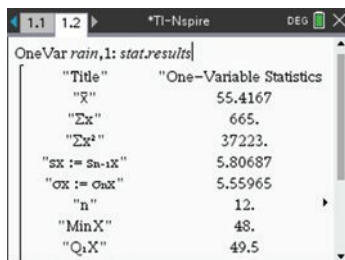 1.1 1.2 *TI-Nspire DEG
OneVar rain,1: stat.results
"Title" "One-Variable Statistics
"x̄" 55.4167
"Σx" 665.
"Σx²" 37223.
"sx := sₙ₋₁x" 5.80687
"σx := σₙx" 5.55965
"n" 12.
"MinX" 48.
"Q₁X" 49.5